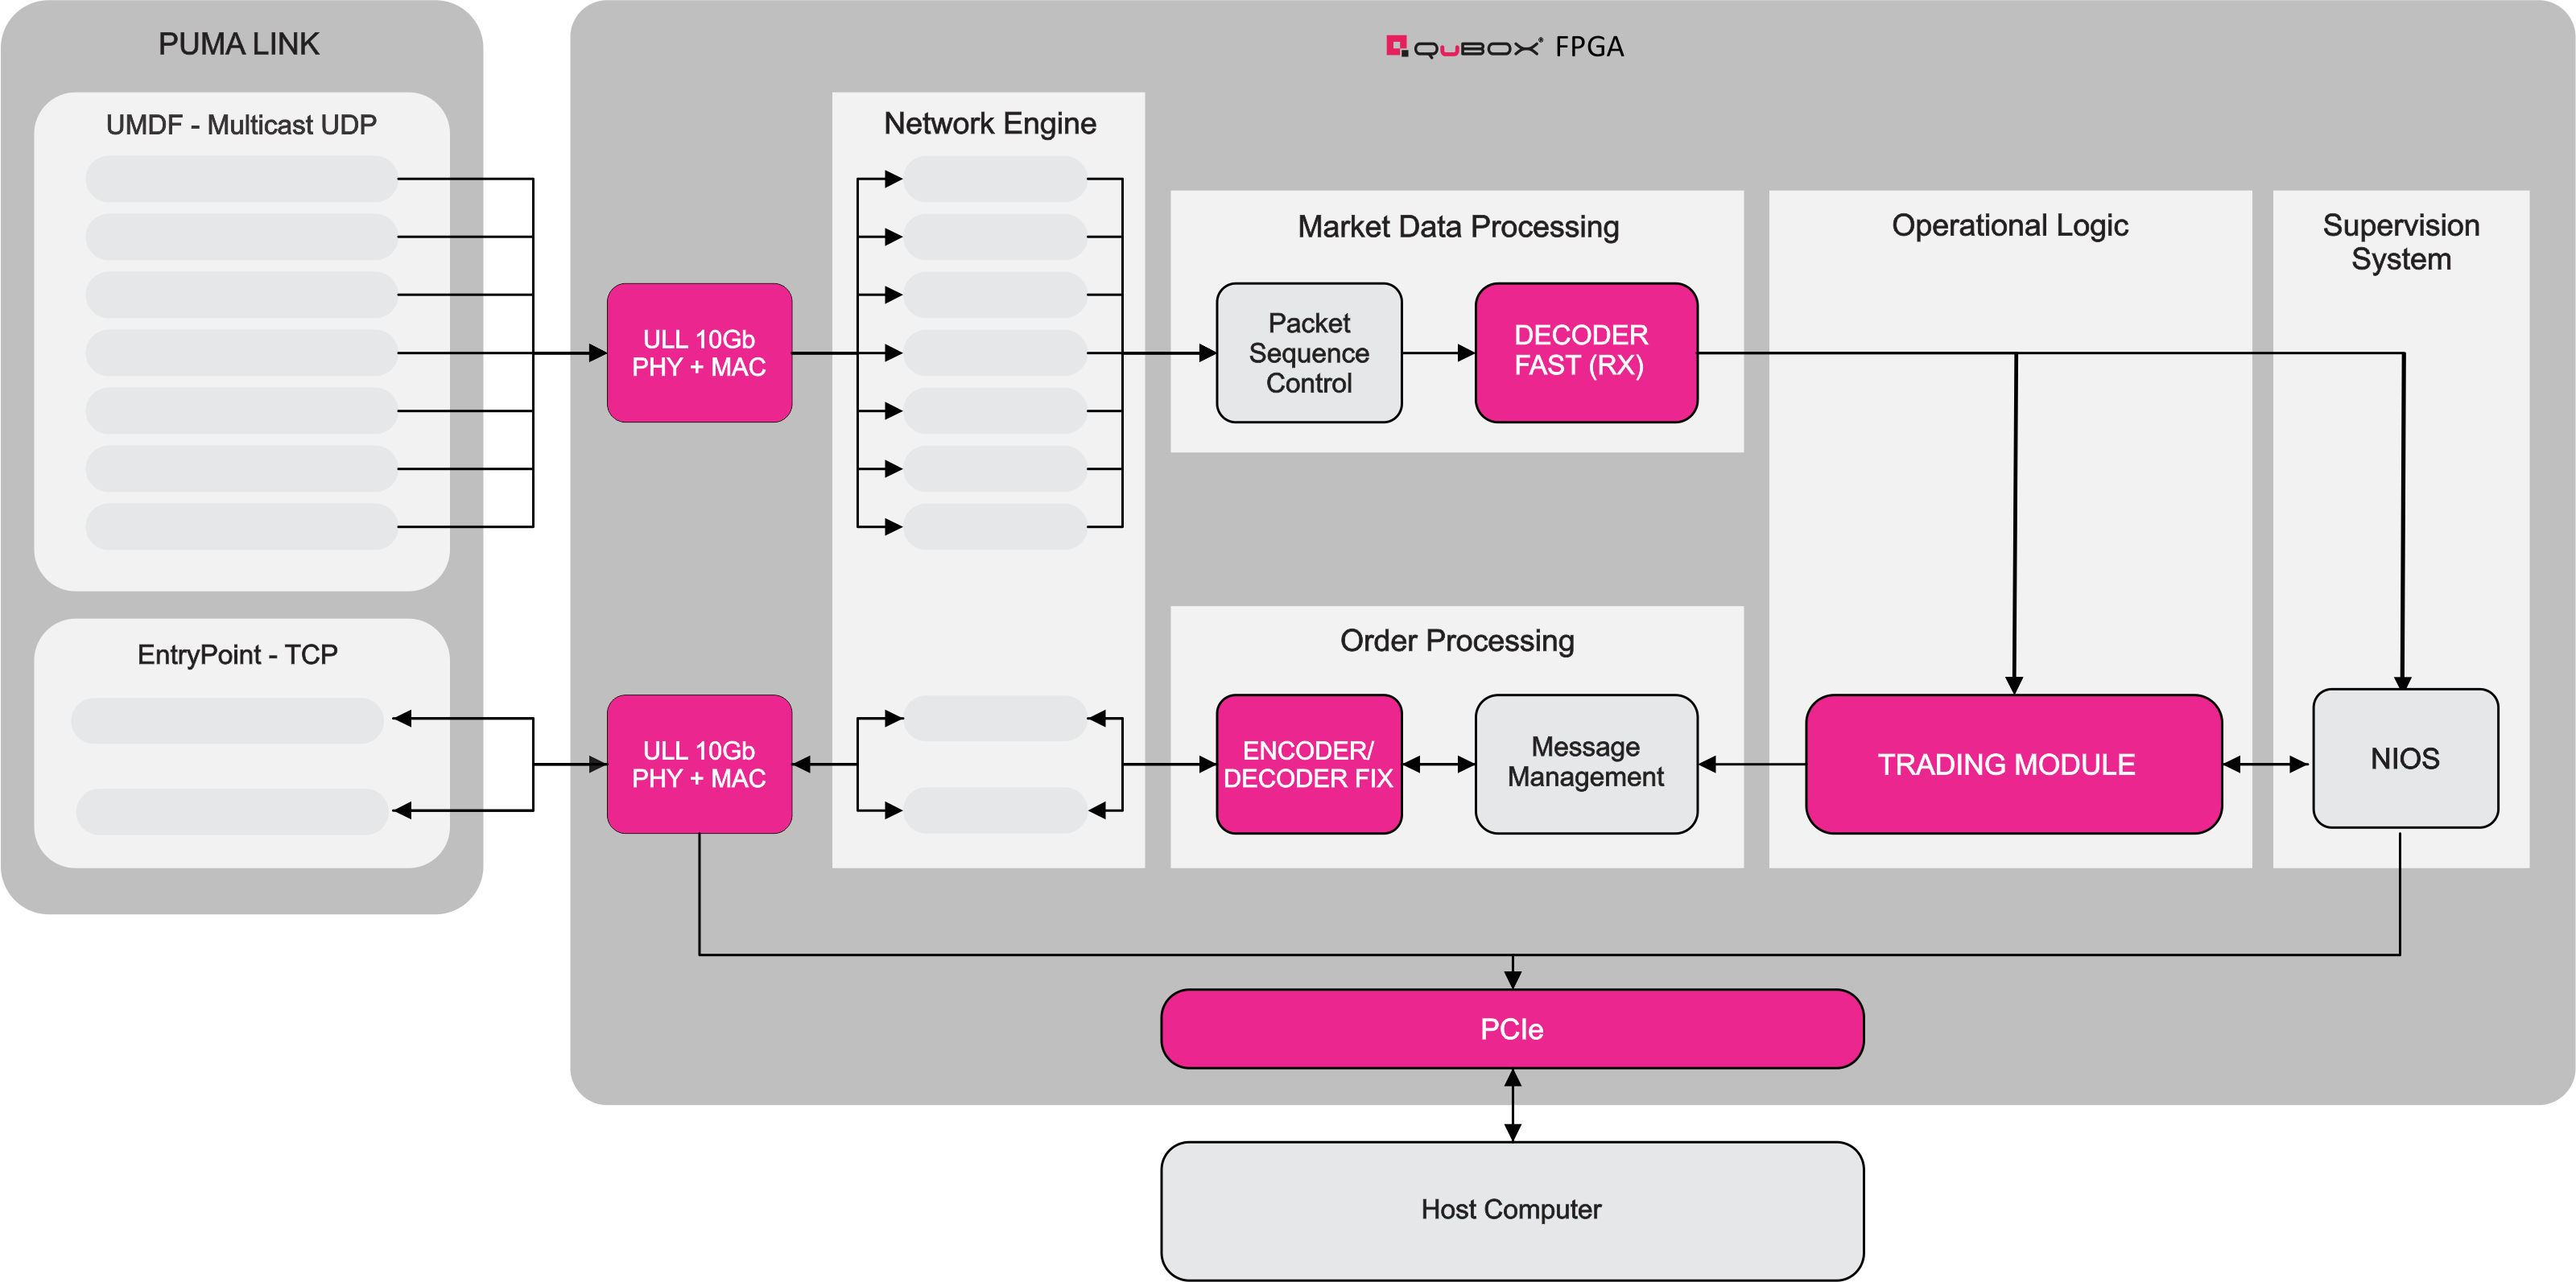 PUMA LINK
UMDF - Multicast UDP
EntryPoint - TCP
QUBOX® FPGA
Network Engine
ULL 10Gb
PHY + MAC
Market Data Processing
Packet
Sequence
Control
DECODER
FAST (RX)
Operational Logic
Supervision
System
Order Processing
ULL 10Gb
PHY + MAC
ENCODER/
DECODER FIX
Message
Management
TRADING MODULE
NIOS
PCIe
Host Computer